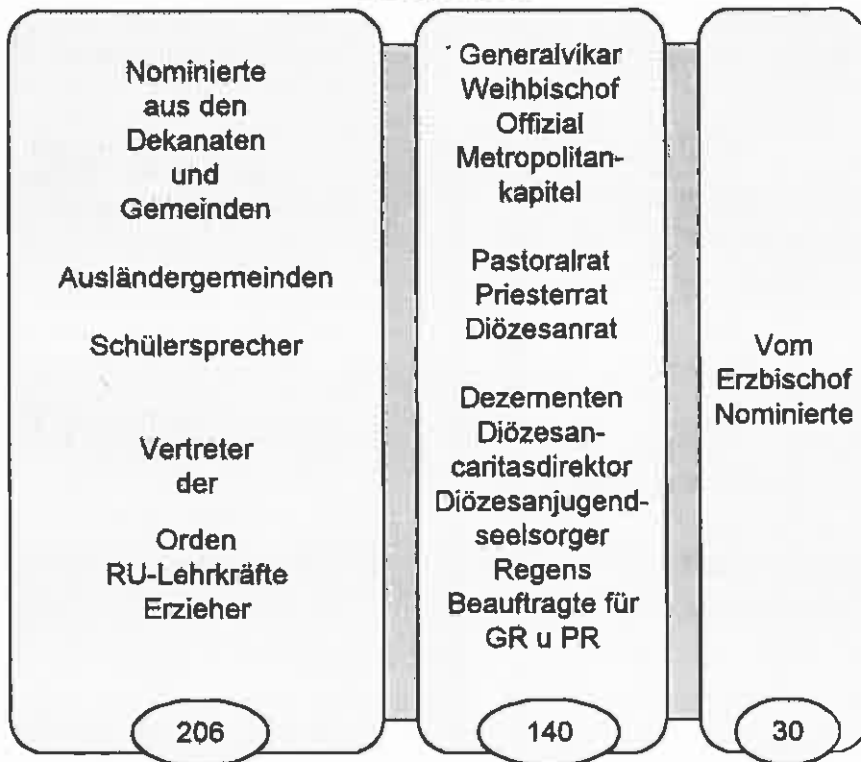 Nominierte
aus den
Dekanaten
und
Gemeinden
Ausländergemeinden
Schülersprecher
Vertreter
der
Orden
RU-Lehrkräfte
Erzieher
206
Generalvikar
Weihbischof
Offizial
Metropolitan-
kapitel
Pastoralrat
Priesterrat
Diözesanrat
Dezementen
Diözesan-
caritasdirektor
Diözesanjugend-
seelsorger
Regens
Beauftragte für
GR u PR
140
Vom
Erzbischof
Nominierte
30